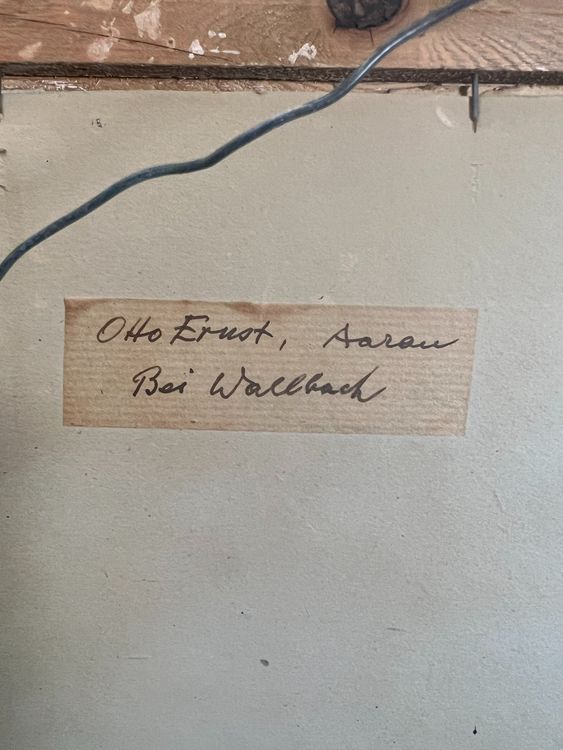 Otto Ernst, Aarau
Bei Wallbach